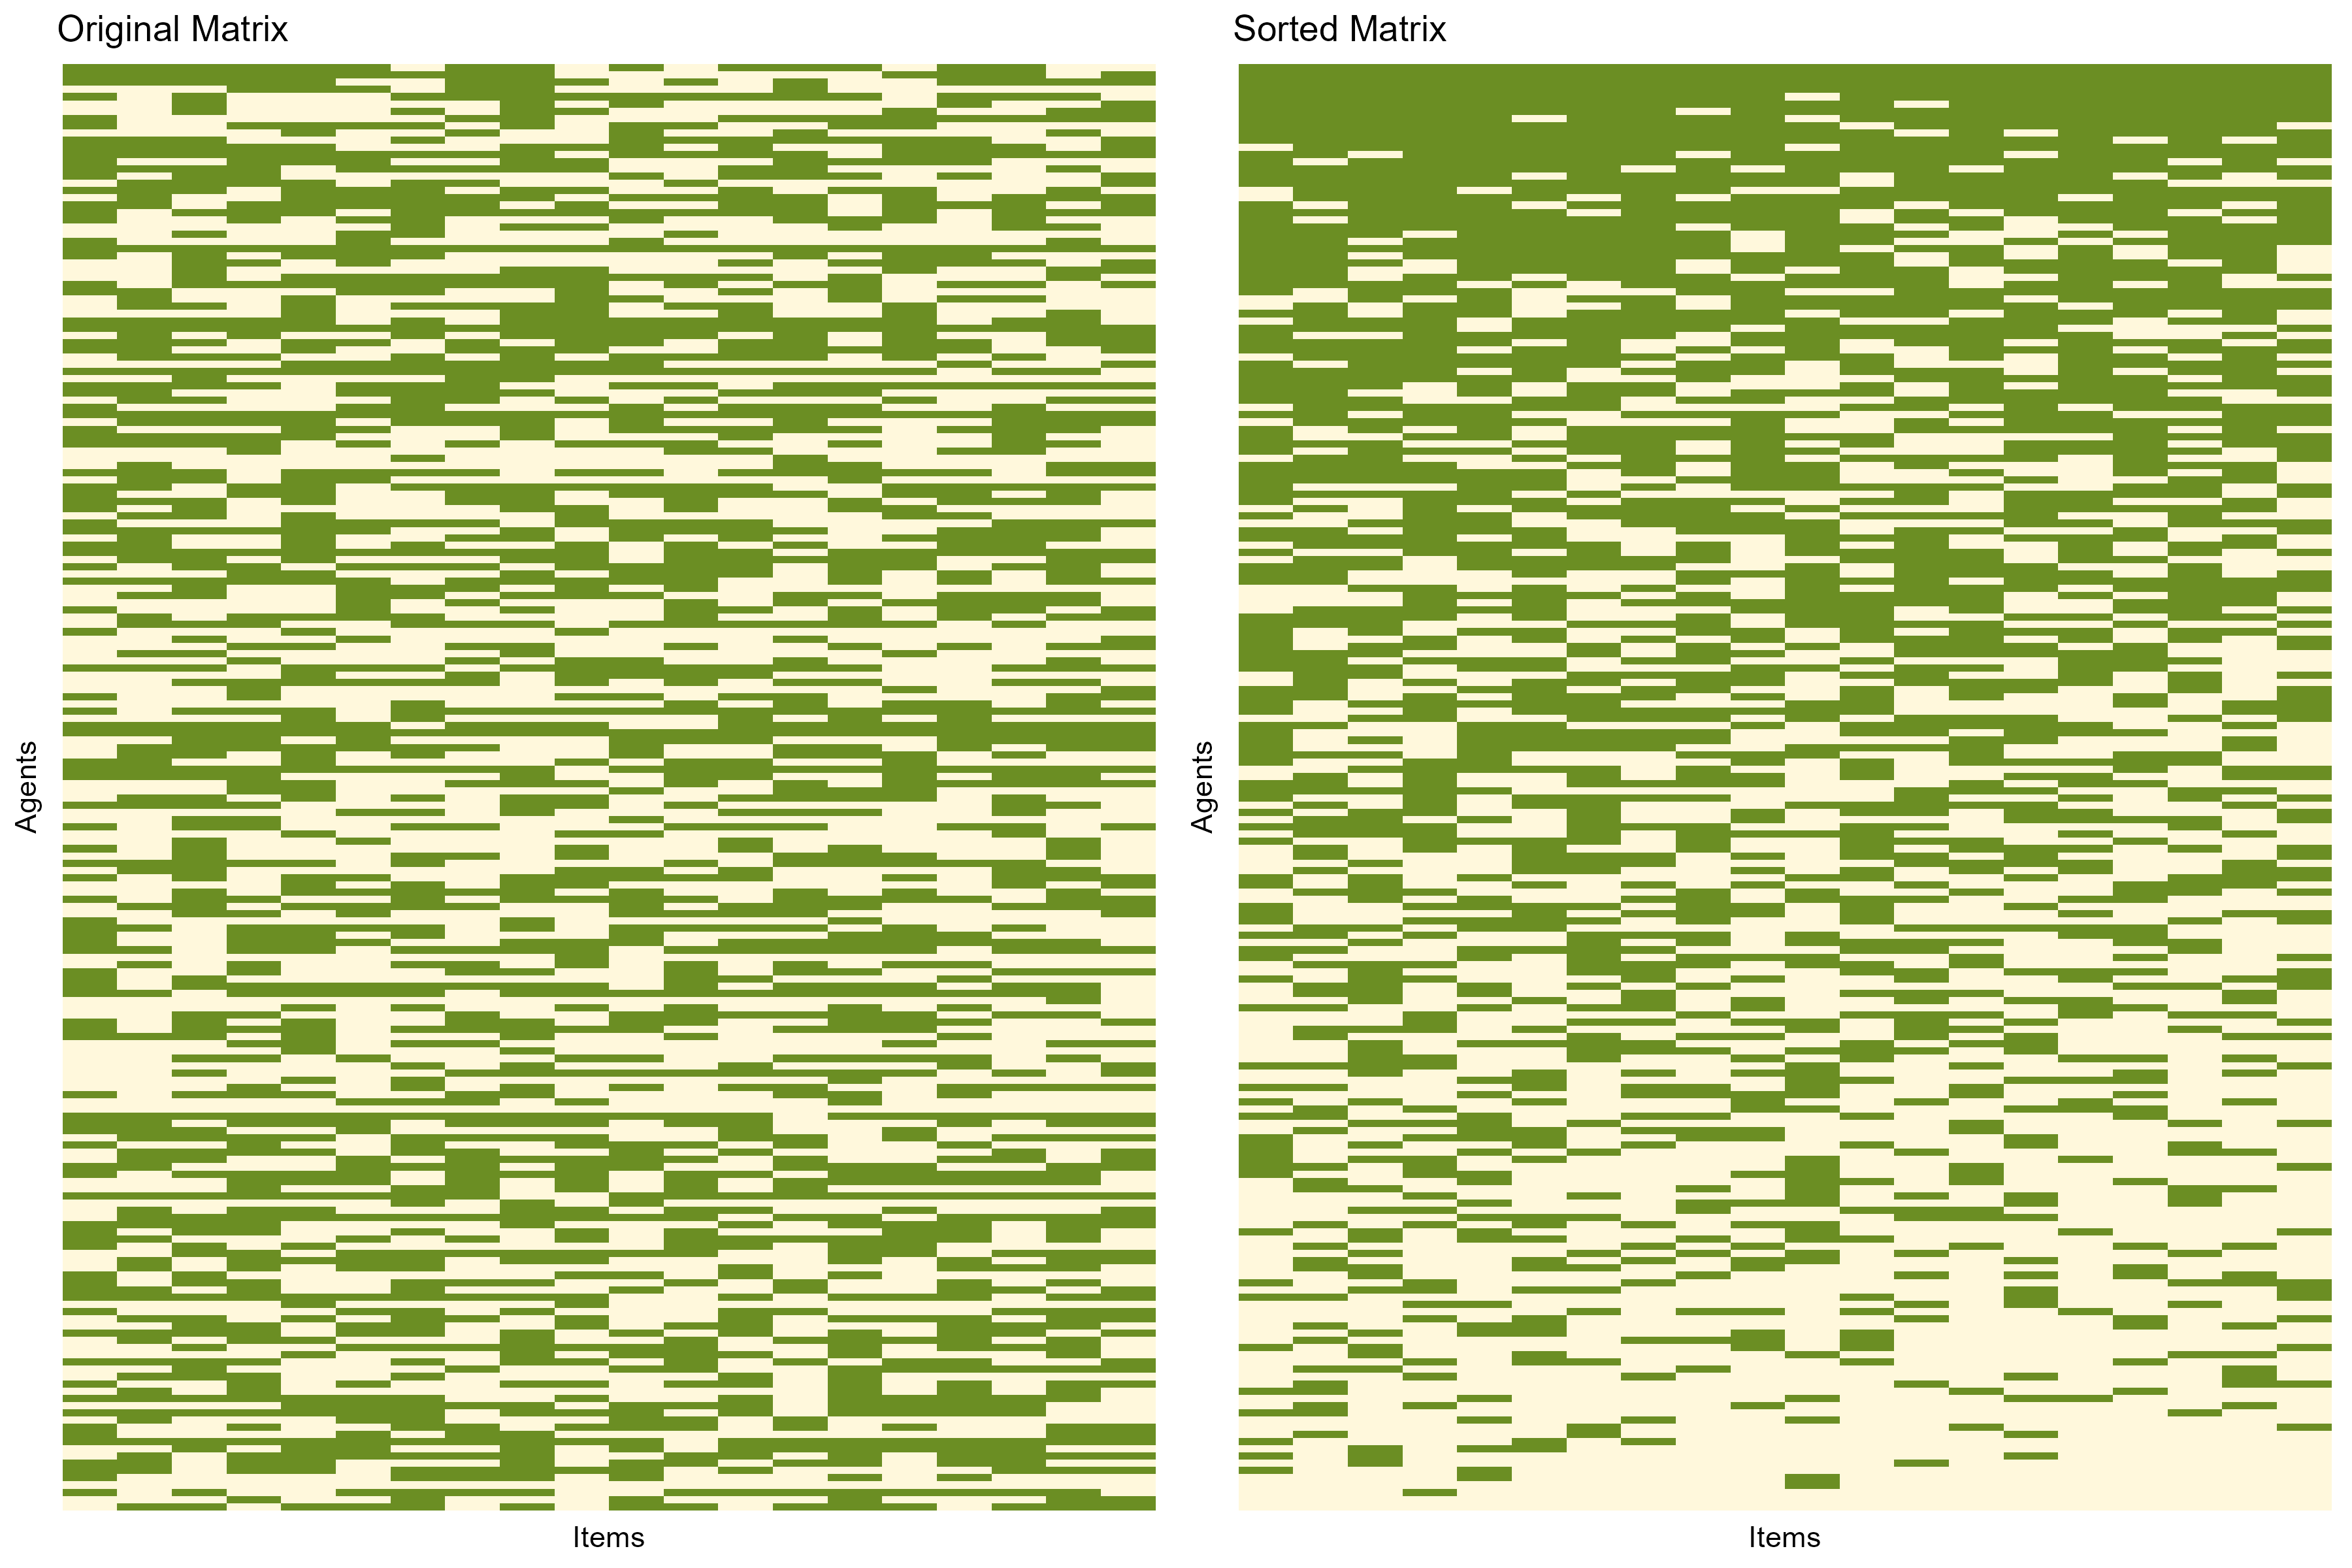 Original Matrix
Agents
Items
Sorted Matrix
Agents
Items